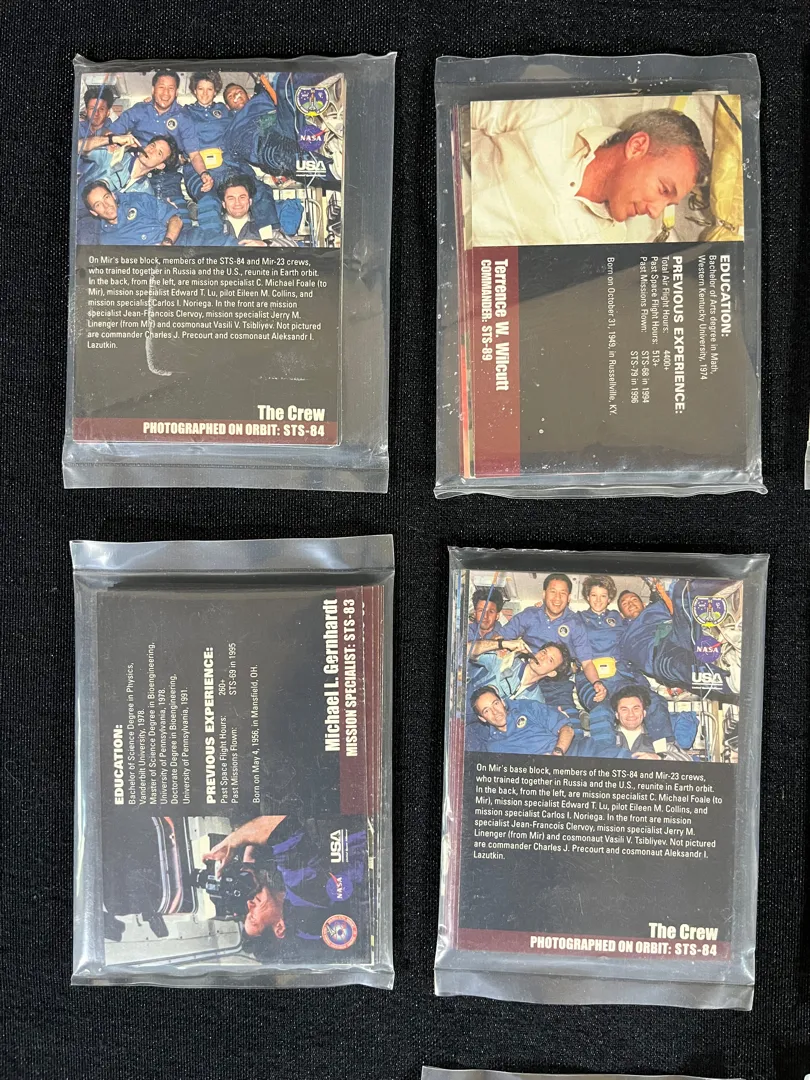 NASA
USA
On Mir's base block, members of the STS-84 and Mir-23 crews,
who trained together in Russia and the U.S., reunite in Earth orbit.
In the back, from the left, are mission specialist C. Michael Foale (to
Mir), mission specialist Edward T. Lu, pilot Eileen M. Collins, and
mission specialist Carlos I. Noriega. In the front are mission
specialist Jean-Francois Clervoy, mission specialist Jerry M.
Linenger (from Mir) and cosmonaut Vasili V. Tsibliyev. Not pictured
are commander Charles J. Precourt and cosmonaut Aleksandr I.
Lazutkin.
The Crew
PHOTOGRAPHED ON ORBIT: STS-84
EDUCATION:
Bachelor of Arts degree in Math,
Western Kentucky University, 1974
PREVIOUS EXPERIENCE:
Total Air Flight Hours: 4400+
Past Space Flight Hours: 513+
Past Missions Flown: STS-68 in 1994
STS-79 in 1996
Born on October 31, 1949, in Russellville, KY.
Terrence W. Wilcutt
COMMANDER: STS-89
EDUCATION:
Bachelor of Science Degree in Physics,
Vanderbilt University, 1978.
Master of Science Degree in Bioengineering,
University of Pennsylvania, 1978.
Doctorate Degree in Bioengineering,
University of Pennsylvania, 1991.
PREVIOUS EXPERIENCE:
Past Space Flight Hours: 260+
Past Missions Flown: STS-69 in 1995
Born on May 4, 1956, in Mansfield, OH.
Michael L. Gernhardt
MISSION SPECIALIST: STS-83
USA
NASA
NASA
USA
On Mir's base block, members of the STS-84 and Mir-23 crews,
who trained together in Russia and the U.S., reunite in Earth orbit.
In the back, from the left, are mission specialist C. Michael Foale (to
Mir), mission specialist Edward T. Lu, pilot Eileen M. Collins, and
mission specialist Carlos I. Noriega. In the front are mission
specialist Jean-Francois Clervoy, mission specialist Jerry M.
Linenger (from Mir) and cosmonaut Vasili V. Tsibliyev. Not pictured
are commander Charles J. Precourt and cosmonaut Aleksandr I.
Lazutkin.
The Crew
PHOTOGRAPHED ON ORBIT: STS-84